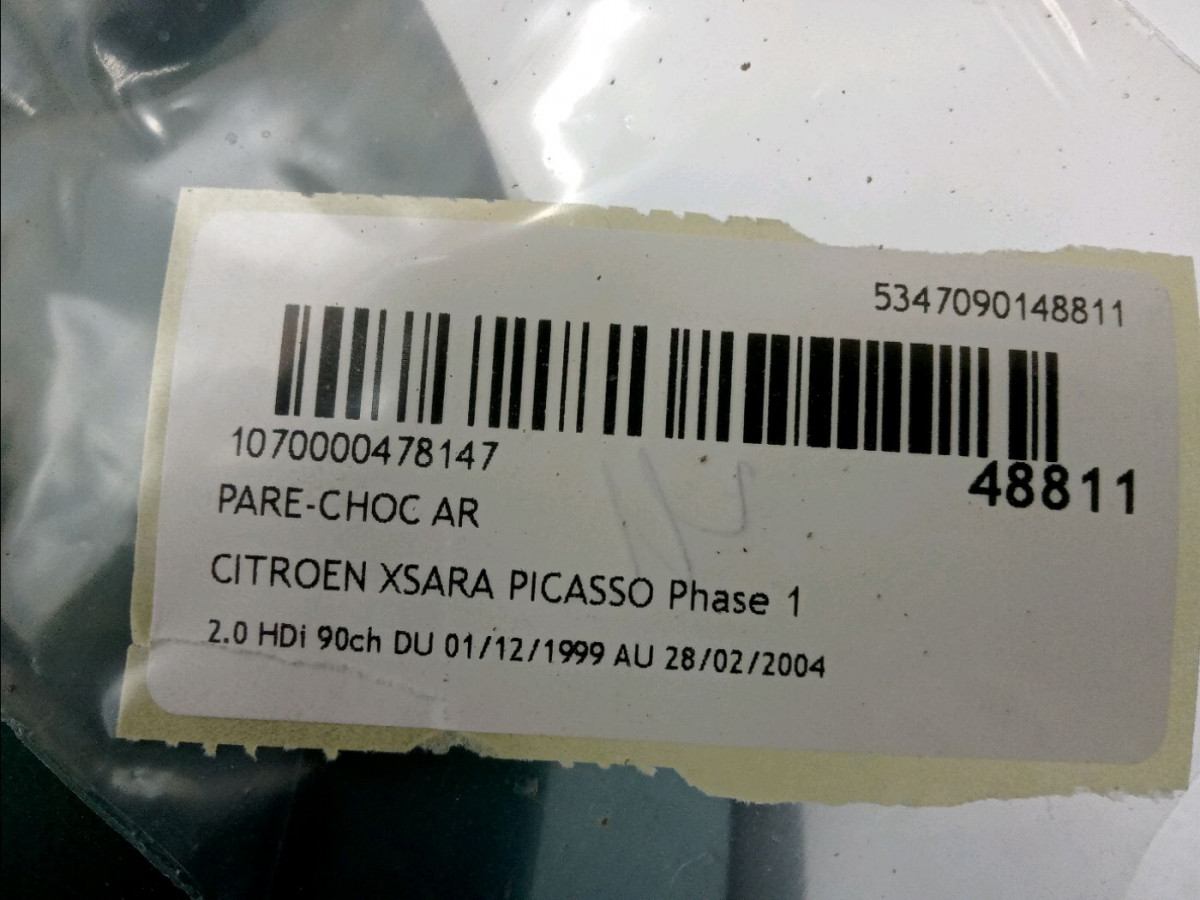 5347090148811
1070000478147
48811
PARE-CHOC AR
CITROEN XSARA PICASSO Phase 1
2.0 HDi 90ch DU 01/12/1999 AU 28/02/2004